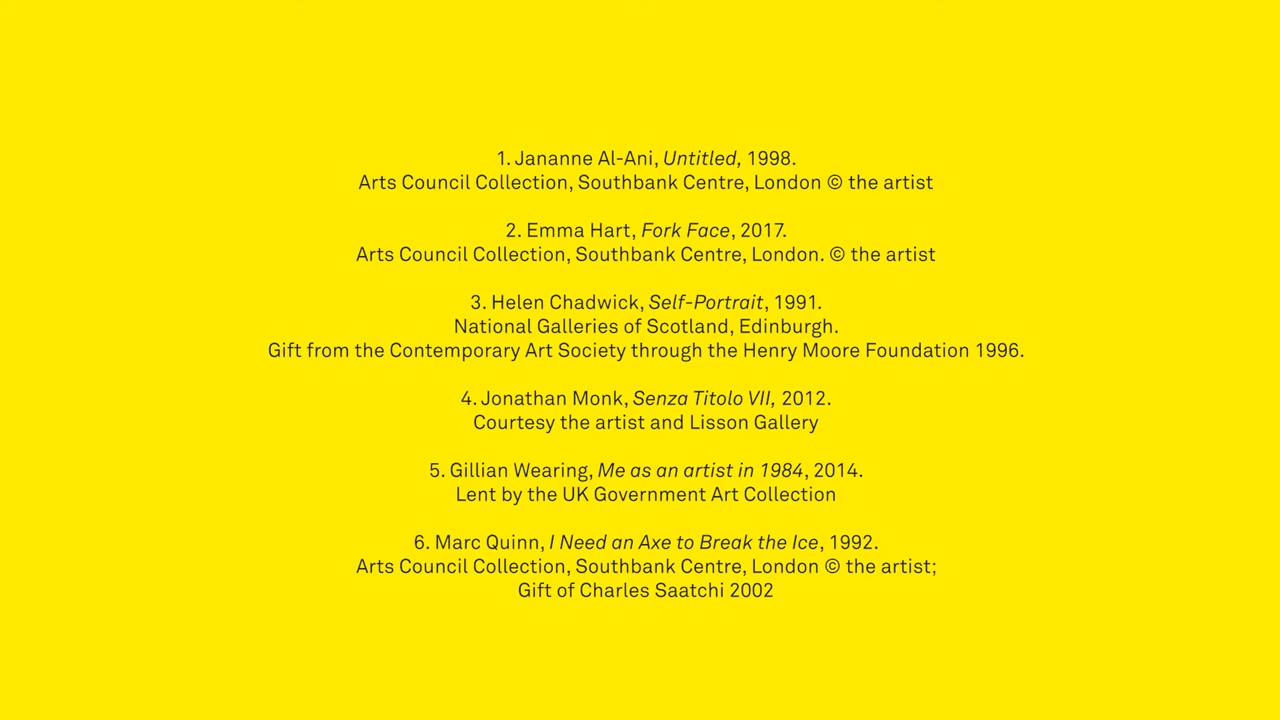 1. Jananne Al-Ani, Untitled, 1998.
Arts Council Collection, Southbank Centre, London © the artist
2. Emma Hart, Fork Face, 2017.
Arts Council Collection, Southbank Centre, London. © the artist
3. Helen Chadwick, Self-Portrait, 1991.
National Galleries of Scotland, Edinburgh.
Gift from the Contemporary Art Society through the Henry Moore Foundation 1996.
4. Jonathan Monk, Senza Titolo VII, 2012.
Courtesy the artist and Lisson Gallery
5. Gillian Wearing, Me as an artist in 1984, 2014.
Lent by the UK Government Art Collection
6. Marc Quinn, I Need an Axe to Break the Ice, 1992.
Arts Council Collection, Southbank Centre, London © the artist;
Gift of Charles Saatchi 2002